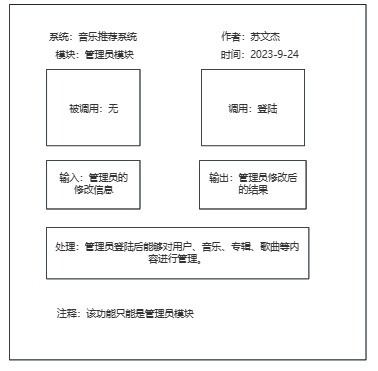 系统：音乐推荐系统
作者：苏文杰
模块：管理员模块
时间：2023-9-24
被调用：无
调用：登陆
输入：管理员的
修改信息
输出：管理员修改后
的结果
处理：管理员登陆后能够对用户、音乐、专辑、歌曲等内
容进行管理。
注释：该功能只能是管理员模块